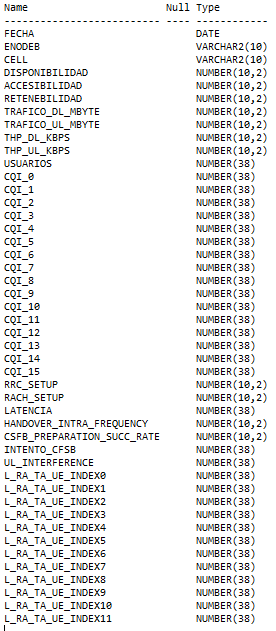 Name Null Type
------------------------ ---- ------------
FECHA DATE
ENODEB VARCHAR2(10)
CELL VARCHAR2(10)
DISPONIBILIDAD NUMBER(10,2)
ACCESIBILIDAD NUMBER(10,2)
RETENEBILIDAD NUMBER(10,2)
TRAFICO_DL_MBYTE NUMBER(10,2)
TRAFICO_UL_MBYTE NUMBER(10,2)
THP_DL_KBPS NUMBER(10,2)
THP_UL_KBPS NUMBER(10,2)
USUARIOS NUMBER(38)
CQI_0 NUMBER(38)
CQI_1 NUMBER(38)
CQI_2 NUMBER(38)
CQI_3 NUMBER(38)
CQI_4 NUMBER(38)
CQI_5 NUMBER(38)
CQI_6 NUMBER(38)
CQI_7 NUMBER(38)
CQI_8 NUMBER(38)
CQI_9 NUMBER(38)
CQI_10 NUMBER(38)
CQI_11 NUMBER(38)
CQI_12 NUMBER(38)
CQI_13 NUMBER(38)
CQI_14 NUMBER(38)
CQI_15 NUMBER(38)
RRC_SETUP NUMBER(10,2)
RACH_SETUP NUMBER(10,2)
LATENCIA NUMBER(38)
HANDOVER_INTRA_FREQUENCY NUMBER(10,2)
CSFB_PREPARATION_SUCC_RATE NUMBER(10,2)
INTENTO_CFSB NUMBER(38)
UL_INTERFERENCE NUMBER(38)
L_RA_TA_UE_INDEX0 NUMBER(38)
L_RA_TA_UE_INDEX1 NUMBER(38)
L_RA_TA_UE_INDEX2 NUMBER(38)
L_RA_TA_UE_INDEX3 NUMBER(38)
L_RA_TA_UE_INDEX4 NUMBER(38)
L_RA_TA_UE_INDEX5 NUMBER(38)
L_RA_TA_UE_INDEX6 NUMBER(38)
L_RA_TA_UE_INDEX7 NUMBER(38)
L_RA_TA_UE_INDEX8 NUMBER(38)
L_RA_TA_UE_INDEX9 NUMBER(38)
L_RA_TA_UE_INDEX10 NUMBER(38)
L_RA_TA_UE_INDEX11 NUMBER(38)